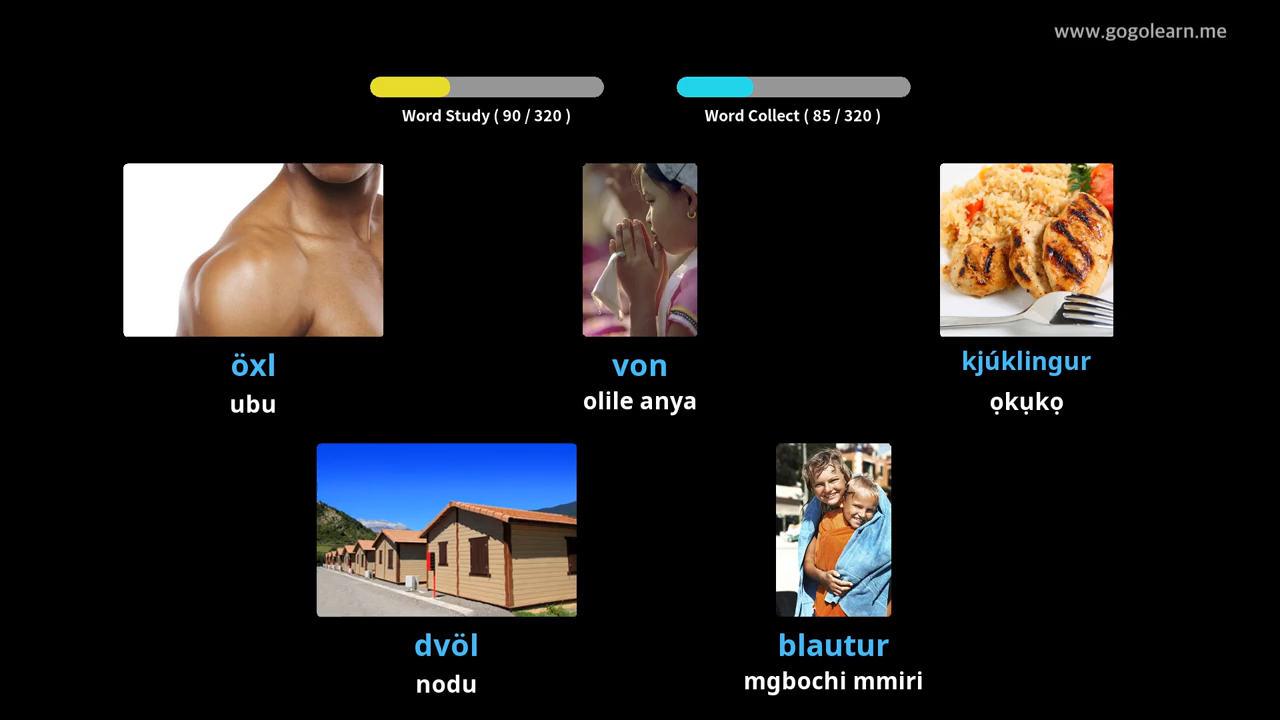 www.gogolearn.me
Word Study ( 90 / 320 )
Word Collect ( 85 / 320 )
öxl
ubu
von
olile anya
kjúklingur
ọkụkọ
dvöl
nodu
blautur
mgbochi mmiri